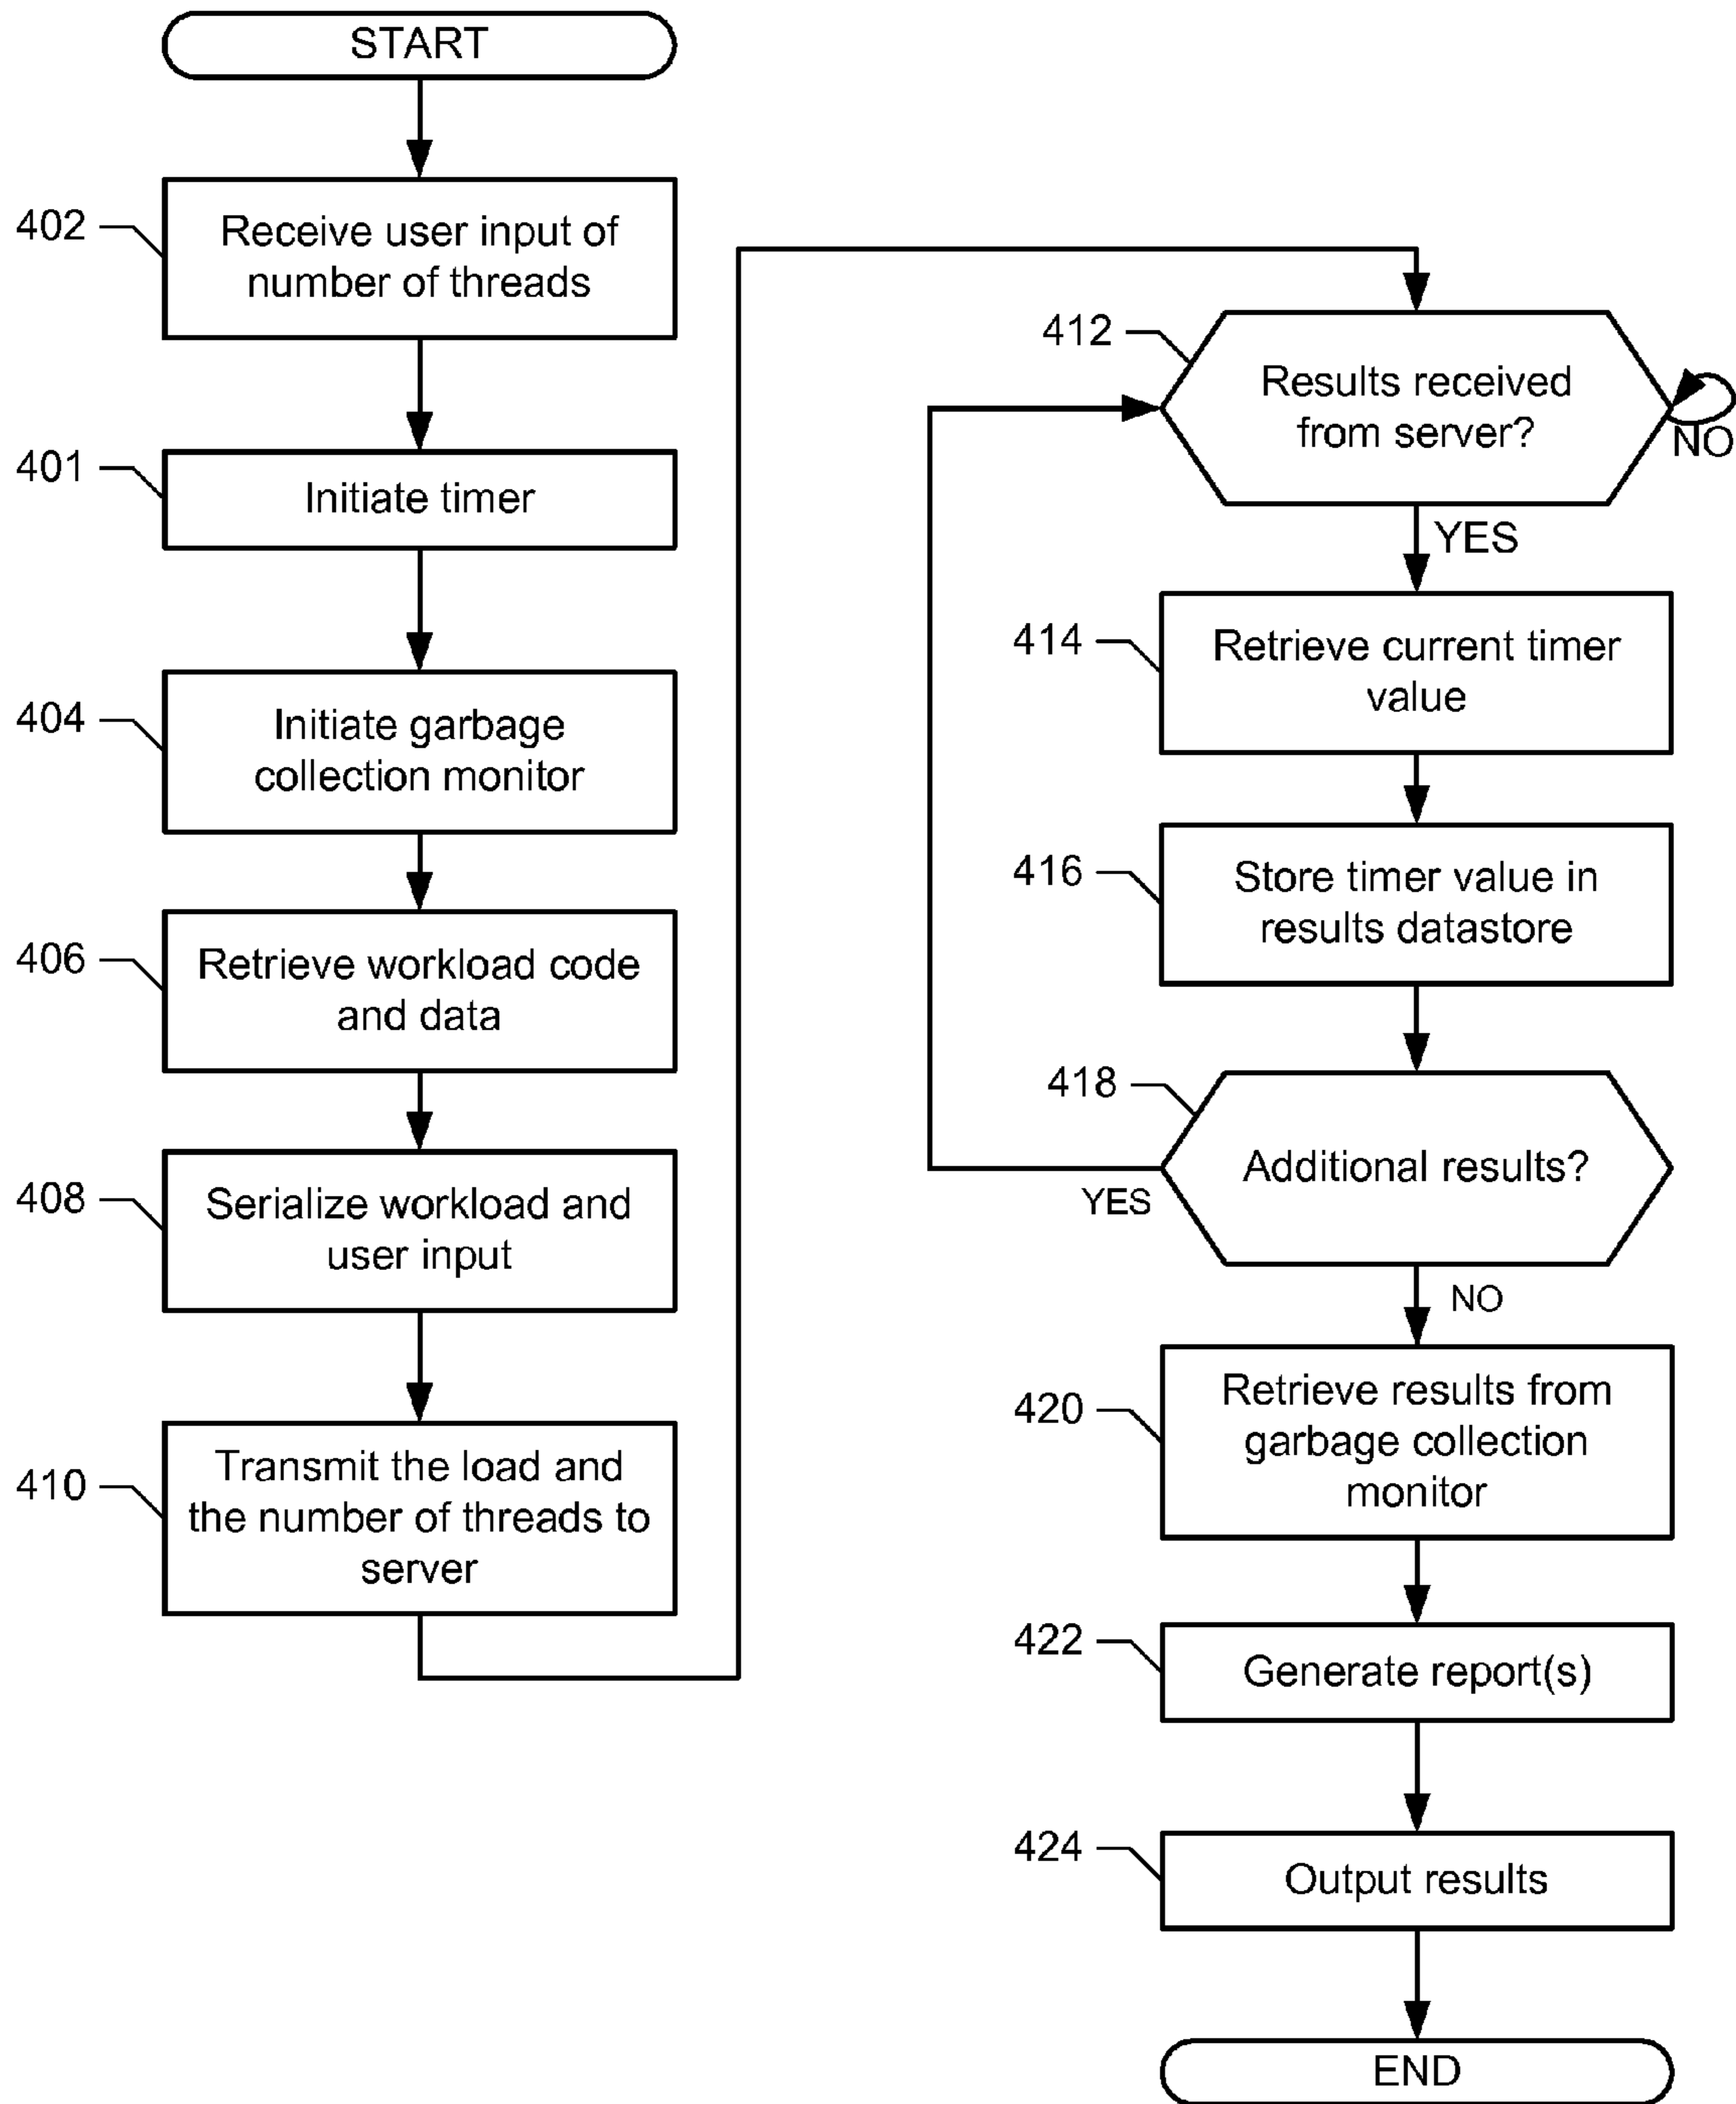 START
402
Receive user input of
number of threads
401
Initiate timer
404
Initiate garbage
collection monitor
406
Retrieve workload code
and data
408
Serialize workload and
user input
410
Transmit the load and
the number of threads to
server
412
Results received
from server?
NO
YES
414
Retrieve current timer
value
416
Store timer value in
results datastore
418
Additional results?
YES
NO
420
Retrieve results from
garbage collection
monitor
422
Generate report(s)
424
Output results
END